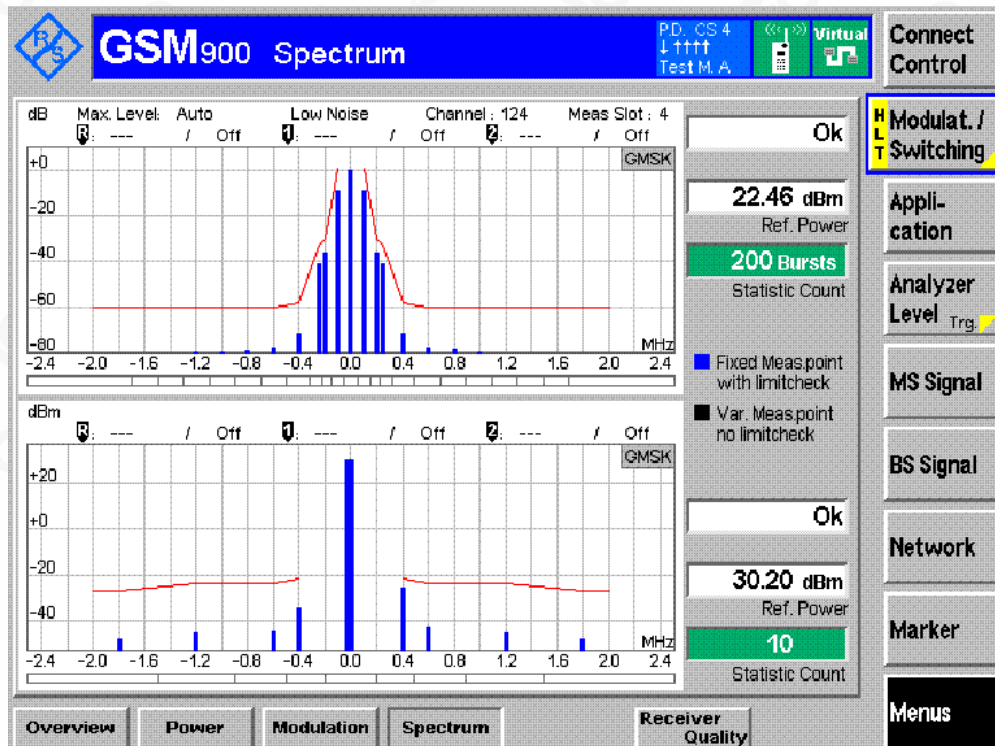 R&S
GSM900 Spectrum
P.D. CS 4
Test M. A.
Virtual
Connect Control
dB Max. Level: Auto Low Noise Channel : 124 Meas Slot : 4
R: --- / Off 1: --- / Off 2: --- / Off
GMSK
+0
-20
-40
-60
-80
MHz
-2.4 -2.0 -1.6 -1.2 -0.8 -0.4 0.0 0.4 0.8 1.2 1.6 2.0 2.4
Ok
22.46 dBm
Ref. Power
200 Bursts
Statistic Count
Fixed Meas.point
with limitcheck
Var. Meas.point
no limitcheck
dBm
R: --- / Off 1: --- / Off 2: --- / Off
GMSK
+20
+0
-20
-40
MHz
-2.4 -2.0 -1.6 -1.2 -0.8 -0.4 0.0 0.4 0.8 1.2 1.6 2.0 2.4
Ok
30.20 dBm
Ref. Power
10
Statistic Count
HLT
Modulat. /
Switching
Appli-
cation
Analyzer
Level Trg.
MS Signal
BS Signal
Network
Marker
Menus
Overview
Power
Modulation
Spectrum
Receiver
Quality